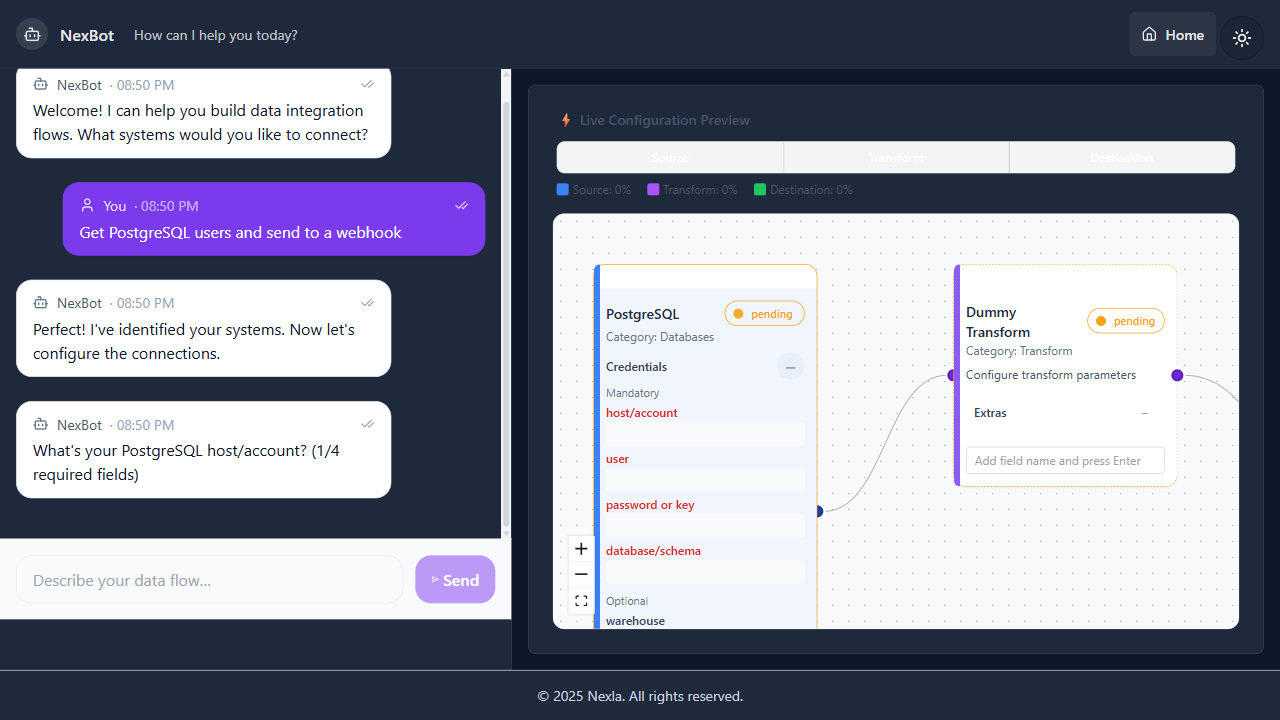 NexBot
How can I help you today?
Home
NexBot · 08:50 PM
Welcome! I can help you build data integration
flows. What systems would you like to connect?
You · 08:50 PM
Get PostgreSQL users and send to a webhook
NexBot · 08:50 PM
Perfect! I've identified your systems. Now let's
configure the connections.
NexBot · 08:50 PM
What's your PostgreSQL host/account? (1/4
required fields)
Describe your data flow...
Send
Live Configuration Preview
Source
Transform
Destination
Source: 0%
Transform: 0%
Destination: 0%
PostgreSQL
pending
Category: Databases
Credentials
Mandatory
host/account
user
password or key
database/schema
Optional
warehouse
Dummy
Transform
pending
Category: Transform
Configure transform parameters
Extras
Add field name and press Enter
© 2025 Nexla. All rights reserved.